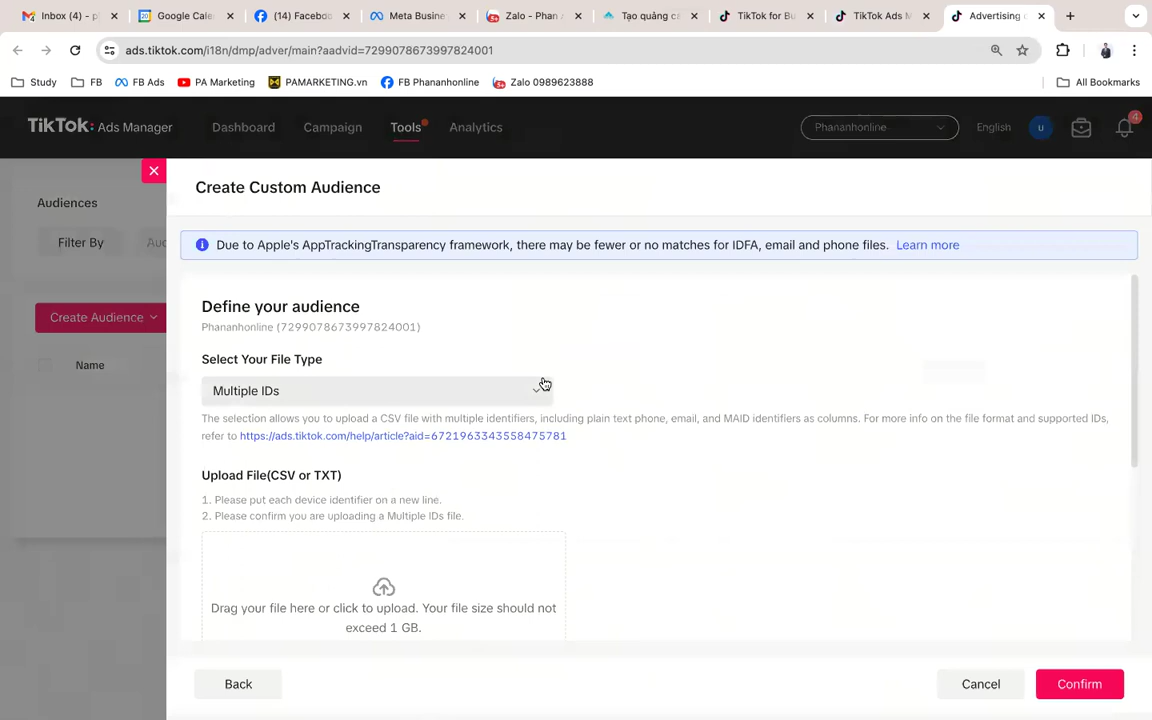 Inbox (4) – p
Google Cale
(14) Faceboo
Meta Busine
Zalo - Phan
Tạo quảng cá
TikTok for Bu
TikTok Ads M
Advertising
ads.tiktok.com/i18n/dmp/adver/main?aadvid=7299078673997824001
Study
FB
FB Ads
PA Marketing
PAMARKETING.vn
FB Phananhonline
Zalo 0989623888
All Bookmarks
TikTok: Ads Manager
Dashboard
Campaign
Tools
Analytics
Phananhonline
English
U
4
Audiences
Filter By
Create Audience
Name
Create Custom Audience
Due to Apple's AppTrackingTransparency framework, there may be fewer or no matches for IDFA, email and phone files. Learn more
Define your audience
Phananhonline (7299078673997824001)
Select Your File Type
Multiple IDs
The selection allows you to upload a CSV file with multiple identifiers, including plain text phone, email, and MAID identifiers as columns. For more info on the file format and supported IDs,
refer to https://ads.tiktok.com/help/article?aid=6721963343558475781
Upload File(CSV or TXT)
1. Please put each device identifier on a new line.
2. Please confirm you are uploading a Multiple IDs file.
Drag your file here or click to upload. Your file size should not
exceed 1 GB.
Back
Cancel
Confirm